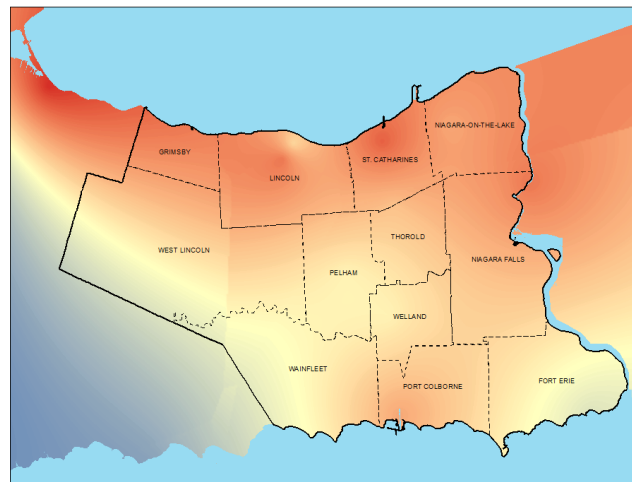 NIAGARA-ON-THE-LAKE
GRIMSBY
ST. CATHARINES
LINCOLN
THOROLD
WEST LINCOLN
NIAGARA FALLS
PELHAM
WELLAND
WAINFLEET
FORT ERIE
PORT COLBORNE